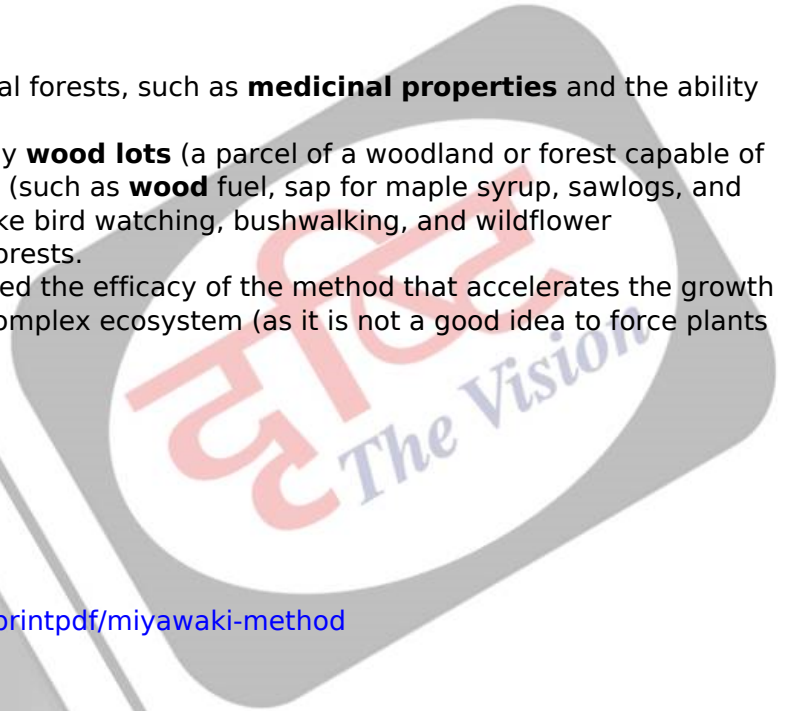 al forests, such as medicinal properties and the ability
y wood lots (a parcel of a woodland or forest capable of
(such as wood fuel, sap for maple syrup, sawlogs, and
ke bird watching, bushwalking, and wildflower
orests.
ed the efficacy of the method that accelerates the growth
omplex ecosystem (as it is not a good idea to force plants
दृष्टि
The Vision
printpdf/miyawaki-method